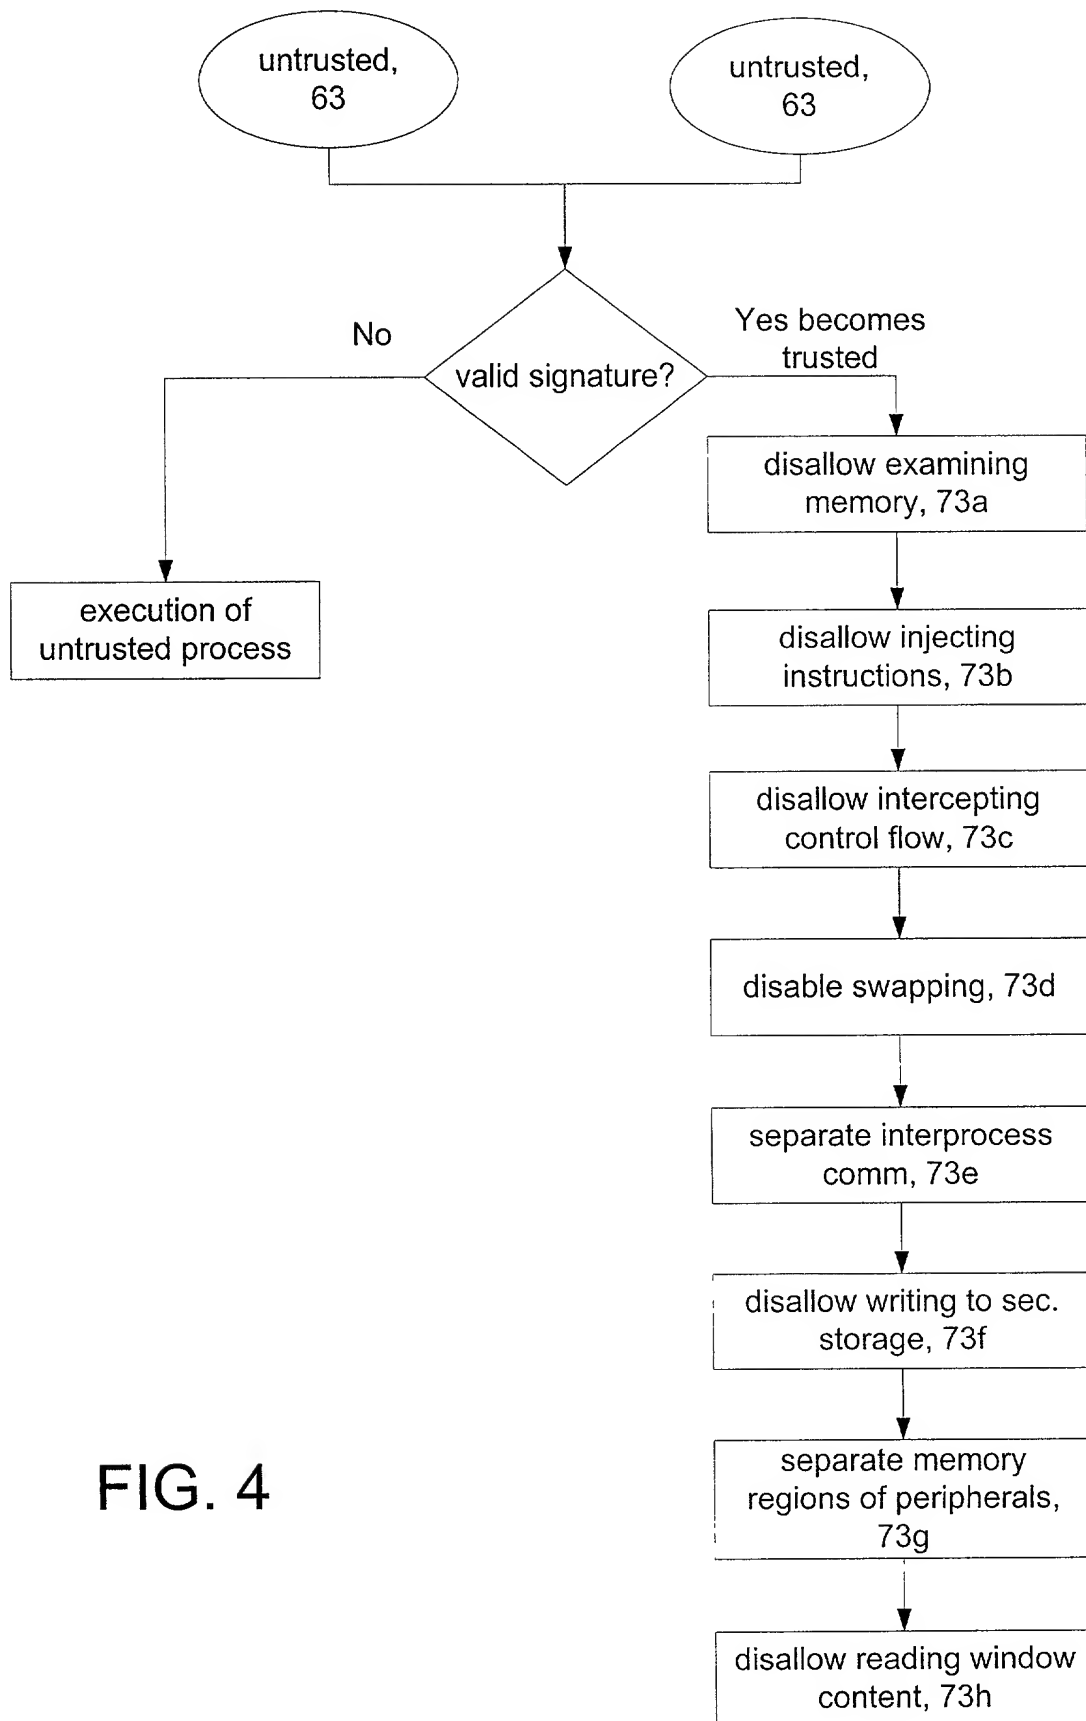 untrusted,
63
untrusted,
63
No
Yes becomes
trusted
valid signature?
disallow examining
memory, 73a
execution of
untrusted process
disallow injecting
instructions, 73b
disallow intercepting
control flow, 73c
disable swapping, 73d
separate interprocess
comm, 73e
disallow writing to sec.
storage, 73f
separate memory
regions of peripherals,
73g
disallow reading window
content, 73h
FIG. 4